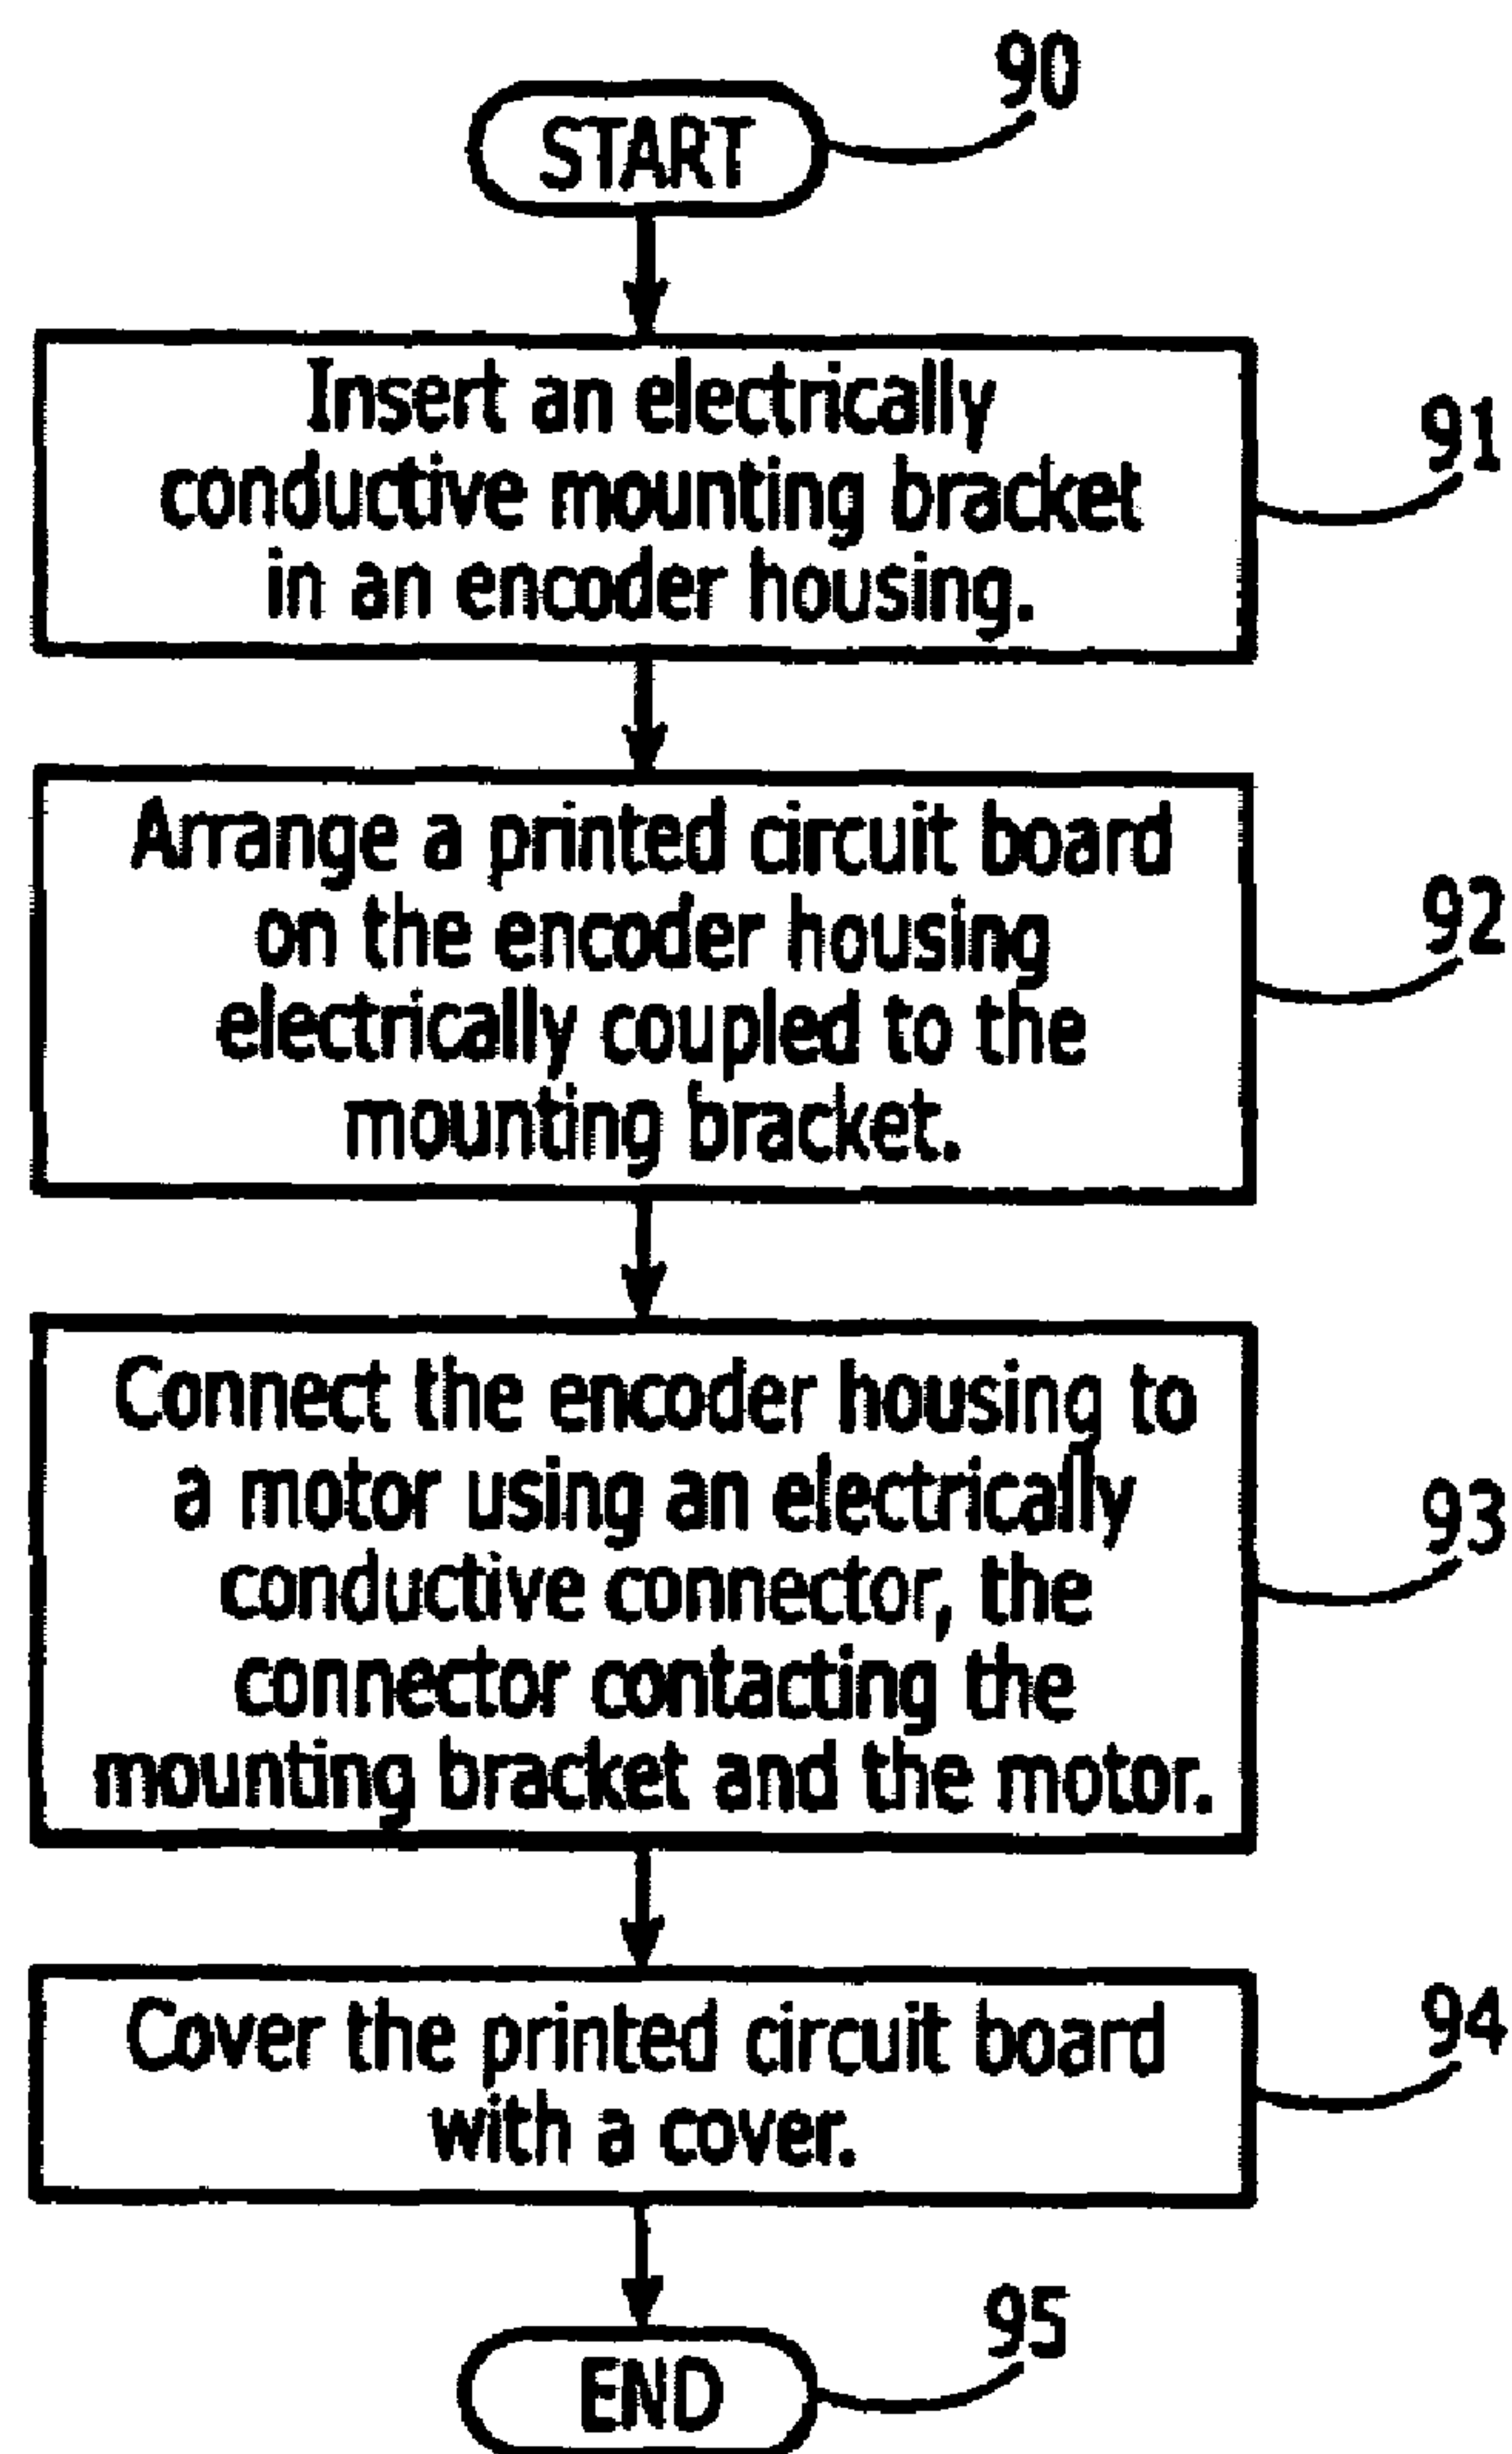 90
START
Insert an electrically
conductive mounting bracket
in an encoder housing.
91
Arrange a printed circuit board
on the encoder housing
electrically coupled to the
mounting bracket.
92
Connect the encoder housing to
a motor using an electrically
conductive connector, the
connector contacting the
mounting bracket and the motor.
93
Cover the printed circuit board
with a cover.
94
95
END